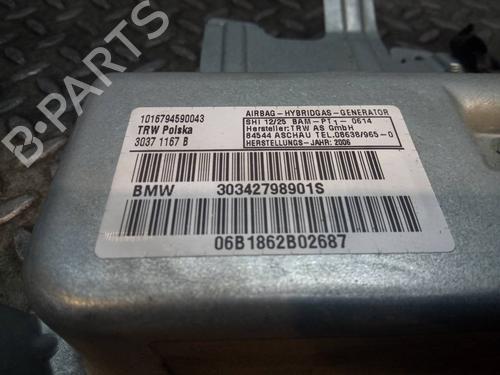 B-PARTS
1016794590043
TRW Polska
3037 1167 B
AIRBAG-HYBRIDGAS-GENERATOR
SHI 12/25 BAM-PT1-0614
Hersteller:TRW AS GmbH
84544 ASCHAU TEL.08638/965-0
HERSTELLUNGS-JAHR: 2006
BMW 30342798901S
06B1862B02687